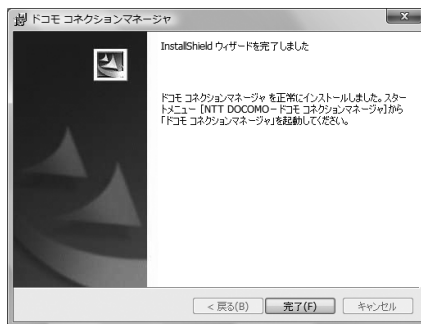 ドコモ コネクションマネージャ
InstallShield ウィザードを完了しました
ドコモ コネクションマネージャ を正常にインストールしました。スター
トメニュー [NTT DOCOMO－ドコモ コネクションマネージャ]から
「ドコモ コネクションマネージャ」を起動してください。
< 戻る(B) 完了(F) キャンセル